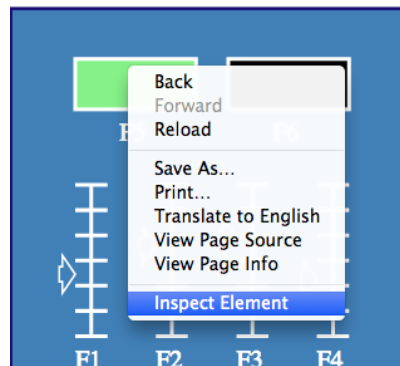 Back
Forward
Reload
Save As...
Print...
Translate to English
View Page Source
View Page Info
Inspect Element
F1 F2 F3 F4